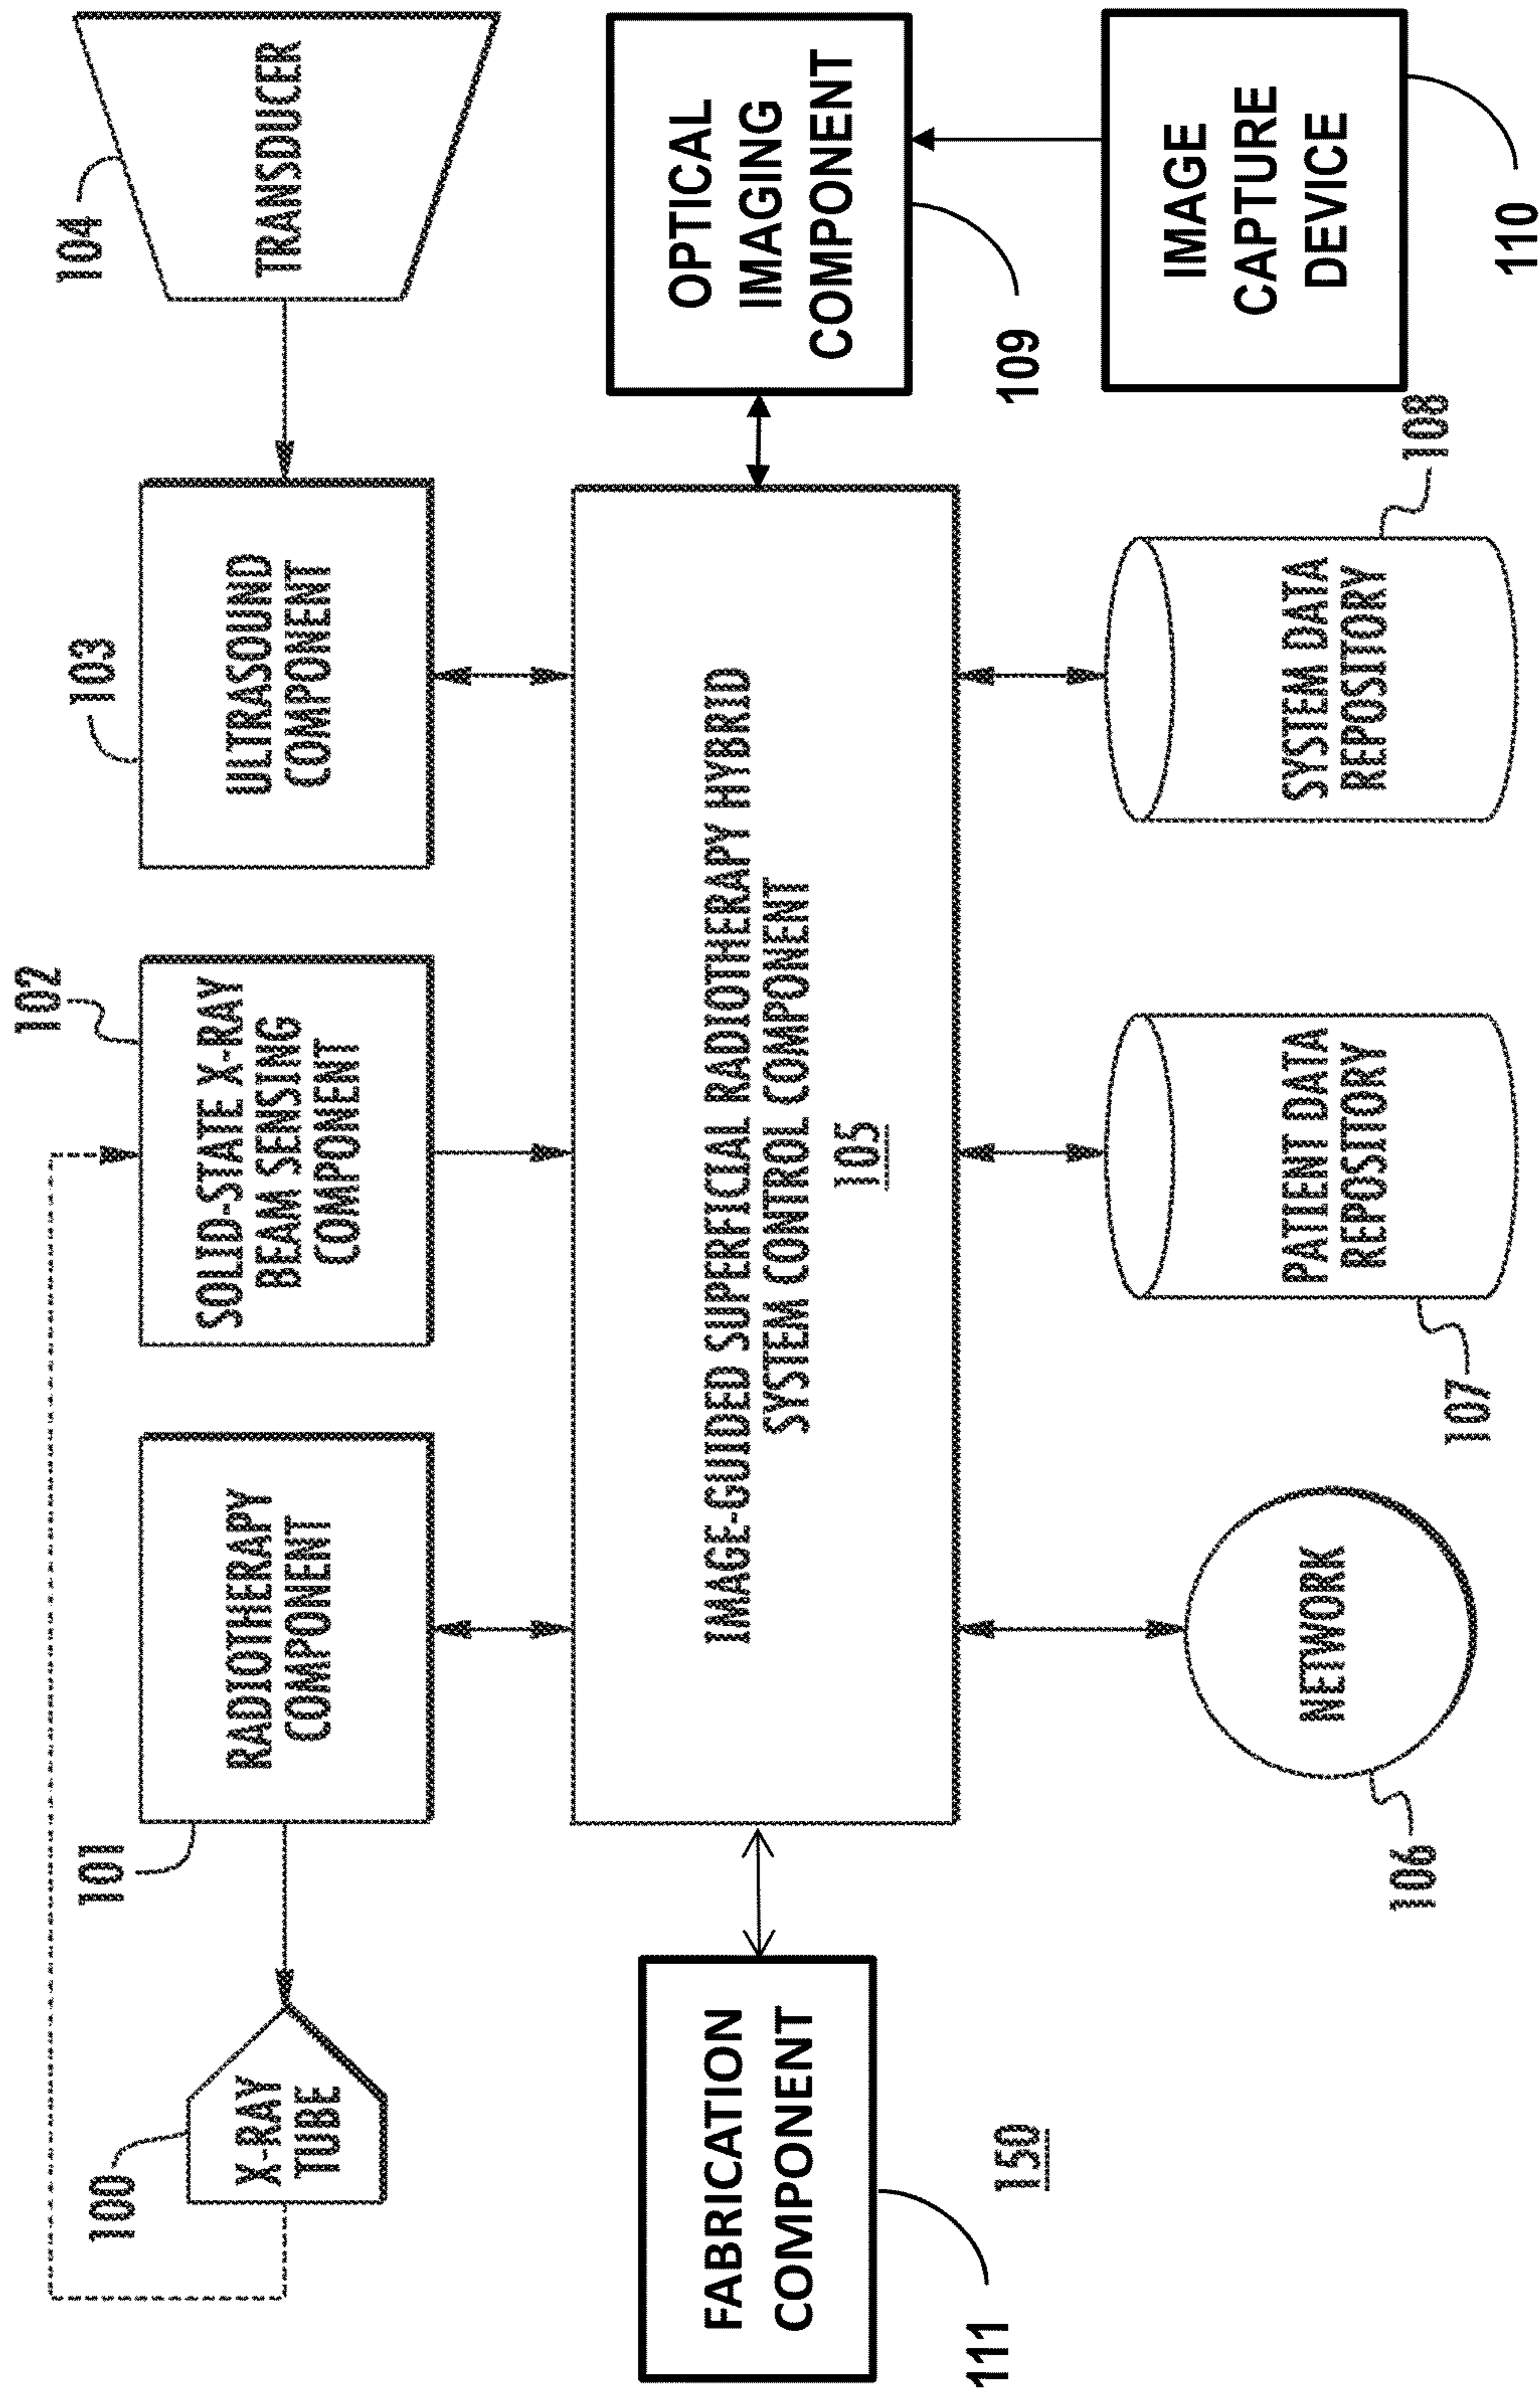 100
X-RAY
TUBE
101
RADIOTHERAPY
COMPONENT
102
SOLID-STATE X-RAY
BEAM SENSING
COMPONENT
103
ULTRASOUND
COMPONENT
104
TRANSDUCER
FABRICATION
COMPONENT
111
150
IMAGE-GUIDED SUPERFICIAL RADIOTHERAPY HYBRID
SYSTEM CONTROL COMPONENT
105
OPTICAL
IMAGING
COMPONENT
109
NETWORK
106
PATIENT DATA
REPOSITORY
107
SYSTEM DATA
REPOSITORY
108
IMAGE
CAPTURE
DEVICE
110